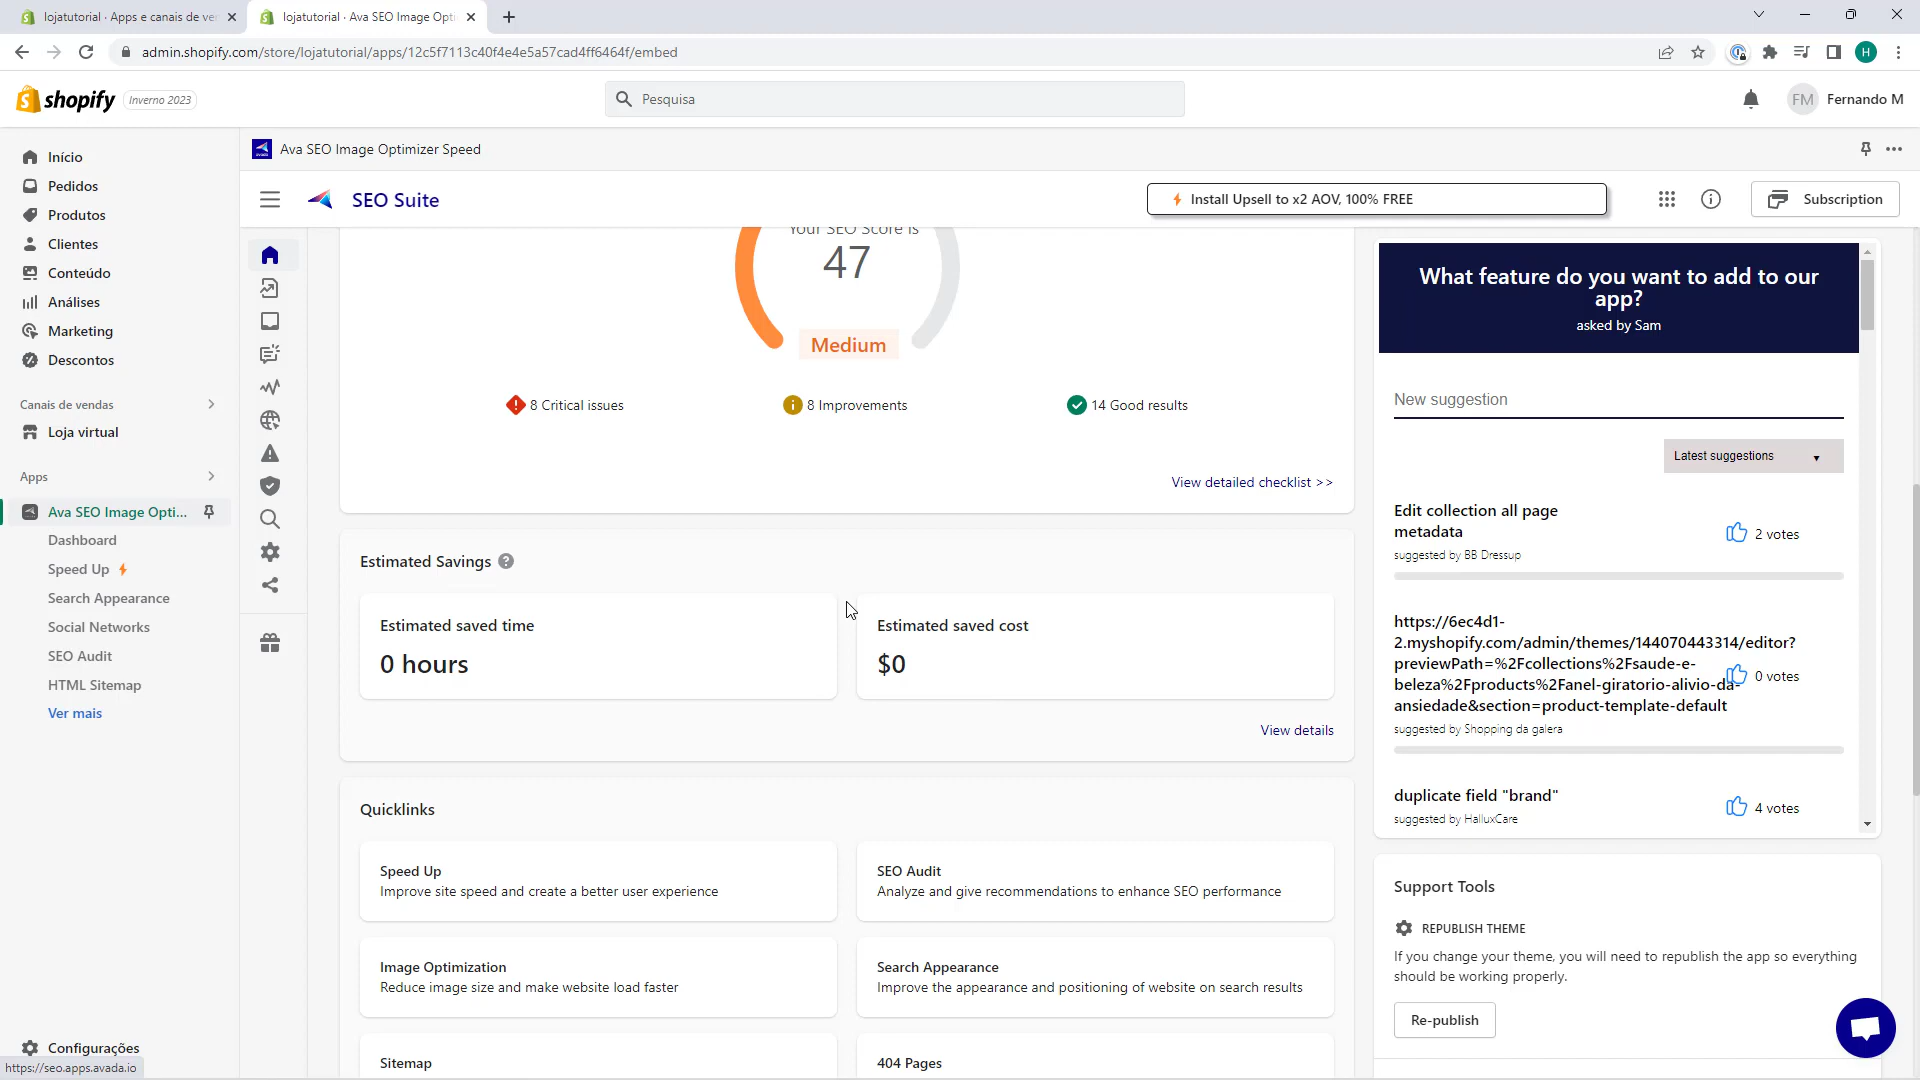 lojatutorial · Apps e canais de ve
lojatutorial · Ava SEO Image Opti
admin.shopify.com/store/lojatutorial/apps/12c5f7113c40f4e4e5a57cad4ff6464f/embed
H
shopify
Inverno 2023
Pesquisa
FM
Fernando M
Início
Pedidos
Produtos
Clientes
Conteúdo
Análises
Marketing
Descontos
Canais de vendas
Loja virtual
Apps
Ava SEO Image Opti...
Dashboard
Speed Up
Search Appearance
Social Networks
SEO Audit
HTML Sitemap
Ver mais
Configurações
https://seo.apps.avada.io
Ava SEO Image Optimizer Speed
SEO Suite
Install Upsell to x2 AOV, 100% FREE
Subscription
Your SEO Score is
47
Medium
8 Critical issues
8 Improvements
14 Good results
View detailed checklist >>
Estimated Savings
Estimated saved time
0 hours
Estimated saved cost
$0
View details
Quicklinks
Speed Up
Improve site speed and create a better user experience
SEO Audit
Analyze and give recommendations to enhance SEO performance
Image Optimization
Reduce image size and make website load faster
Search Appearance
Improve the appearance and positioning of website on search results
Sitemap
404 Pages
What feature do you want to add to our
app?
asked by Sam
New suggestion
Latest suggestions
Edit collection all page
metadata
suggested by BB Dressup
2 votes
https://6ec4d1-
2.myshopify.com/admin/themes/144070443314/editor?
previewPath=%2Fcollections%2Fsaude-e-
beleza%2Fproducts%2Fanel-giratorio-alivio-da-
ansiedade&section=product-template-default
suggested by Shopping da galera
0 votes
duplicate field "brand"
suggested by HalluxCare
4 votes
Support Tools
REPUBLISH THEME
If you change your theme, you will need to republish the app so everything
should be working properly.
Re-publish